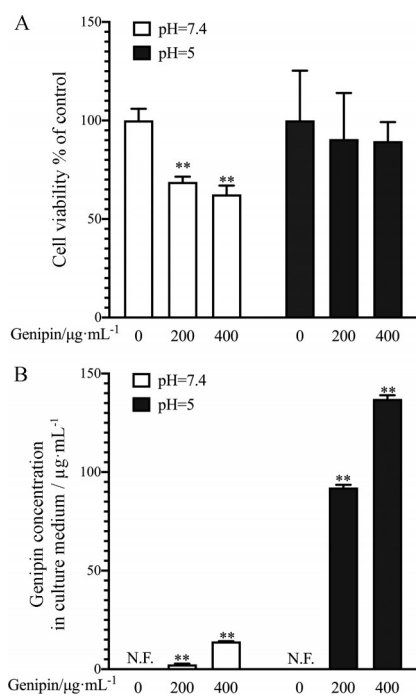 A
pH=7.4
pH=5
Cell viability % of control
150
100
50
0
** **
Genipin/μg·mL-1 0 200 400 0 200 400
B
pH=7.4
pH=5
Genipin concentration
in culture medium / μg·mL-1
150
100
50
0
N.F. ** ** N.F. ** **
Genipin/μg·mL-1 0 200 400 0 200 400